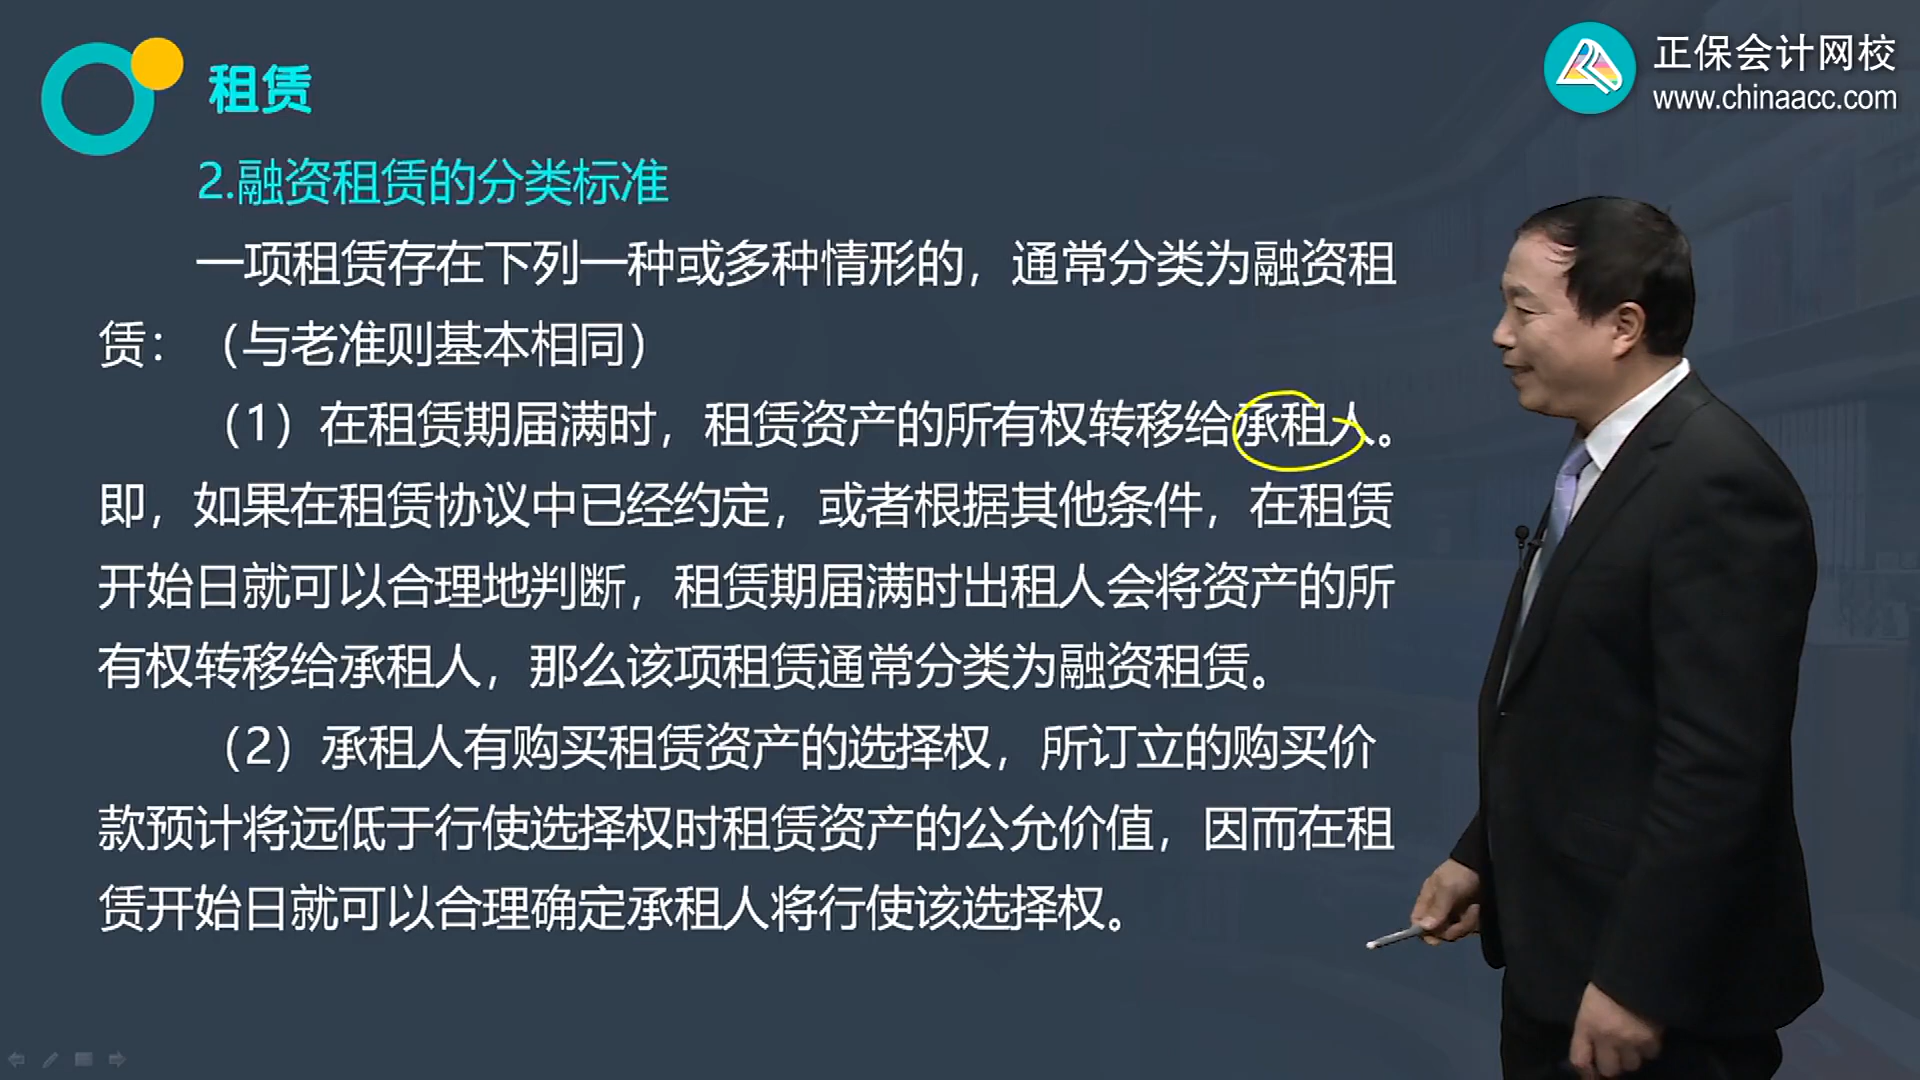 租赁
正保会计网校
www.chinaacc.com
2.融资租赁的分类标准
一项租赁存在下列一种或多种情形的，通常分类为融资租
赁：（与老准则基本相同）
（1）在租赁期届满时，租赁资产的所有权转移给承租人。
即，如果在租赁协议中已经约定，或者根据其他条件，在租赁
开始日就可以合理地判断，租赁期届满时出租人会将资产的所
有权转移给承租人，那么该项租赁通常分类为融资租赁。
（2）承租人有购买租赁资产的选择权，所订立的购买价
款预计将远低于行使选择权时租赁资产的公允价值，因而在租
赁开始日就可以合理确定承租人将行使该选择权。